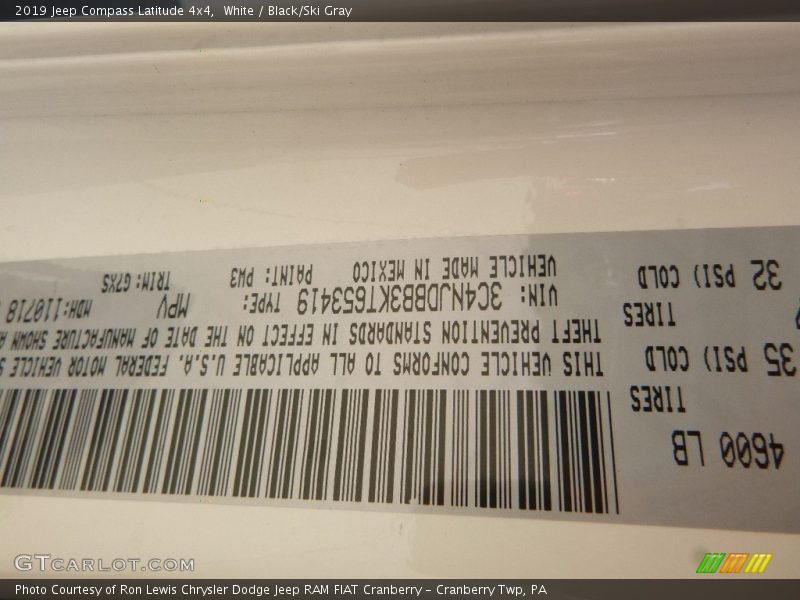 2019 Jeep Compass Latitude 4x4,  White / Black/Ski Gray
4600 LB
TIRES
35 PSI) COLD
TIRES
32 PSI) COLD
THIS VEHICLE CONFORMS TO ALL APPLICABLE U.S.A. FEDERAL MOTOR VEHICLE
THEFT PREVENTION STANDARDS IN EFFECT ON THE DATE OF MANUFACTURE SHOWN
VIN: 3C4NJDBB3KT653419 TYPE: MPV MDH:110718
VEHICLE MADE IN MEXICO PAINT: PW3 TRIM: G7XS
GTCARLOT.COM
Photo Courtesy of Ron Lewis Chrysler Dodge Jeep RAM FIAT Cranberry - Cranberry Twp, PA